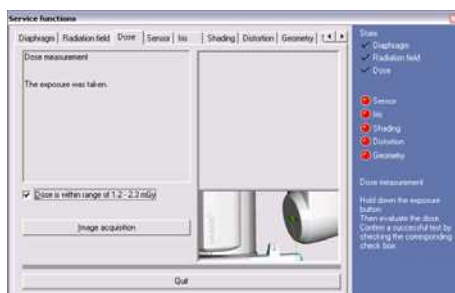 Service functions
Diaphragm
Radiation field
Dose
Sensor
Iris
Shading
Distortion
Geometry
Dose measurement
The exposure was taken.
Dose is within range of 1.2 - 2.3 mGy
Image acquisition
Quit
State
Diaphragm
Radiation field
Dose
Sensor
Iris
Shading
Distortion
Geometry
Dose measurement
Hold down the exposure
button.
Then evaluate the dose.
Confirm a successful test by
checking the corresponding
check box.